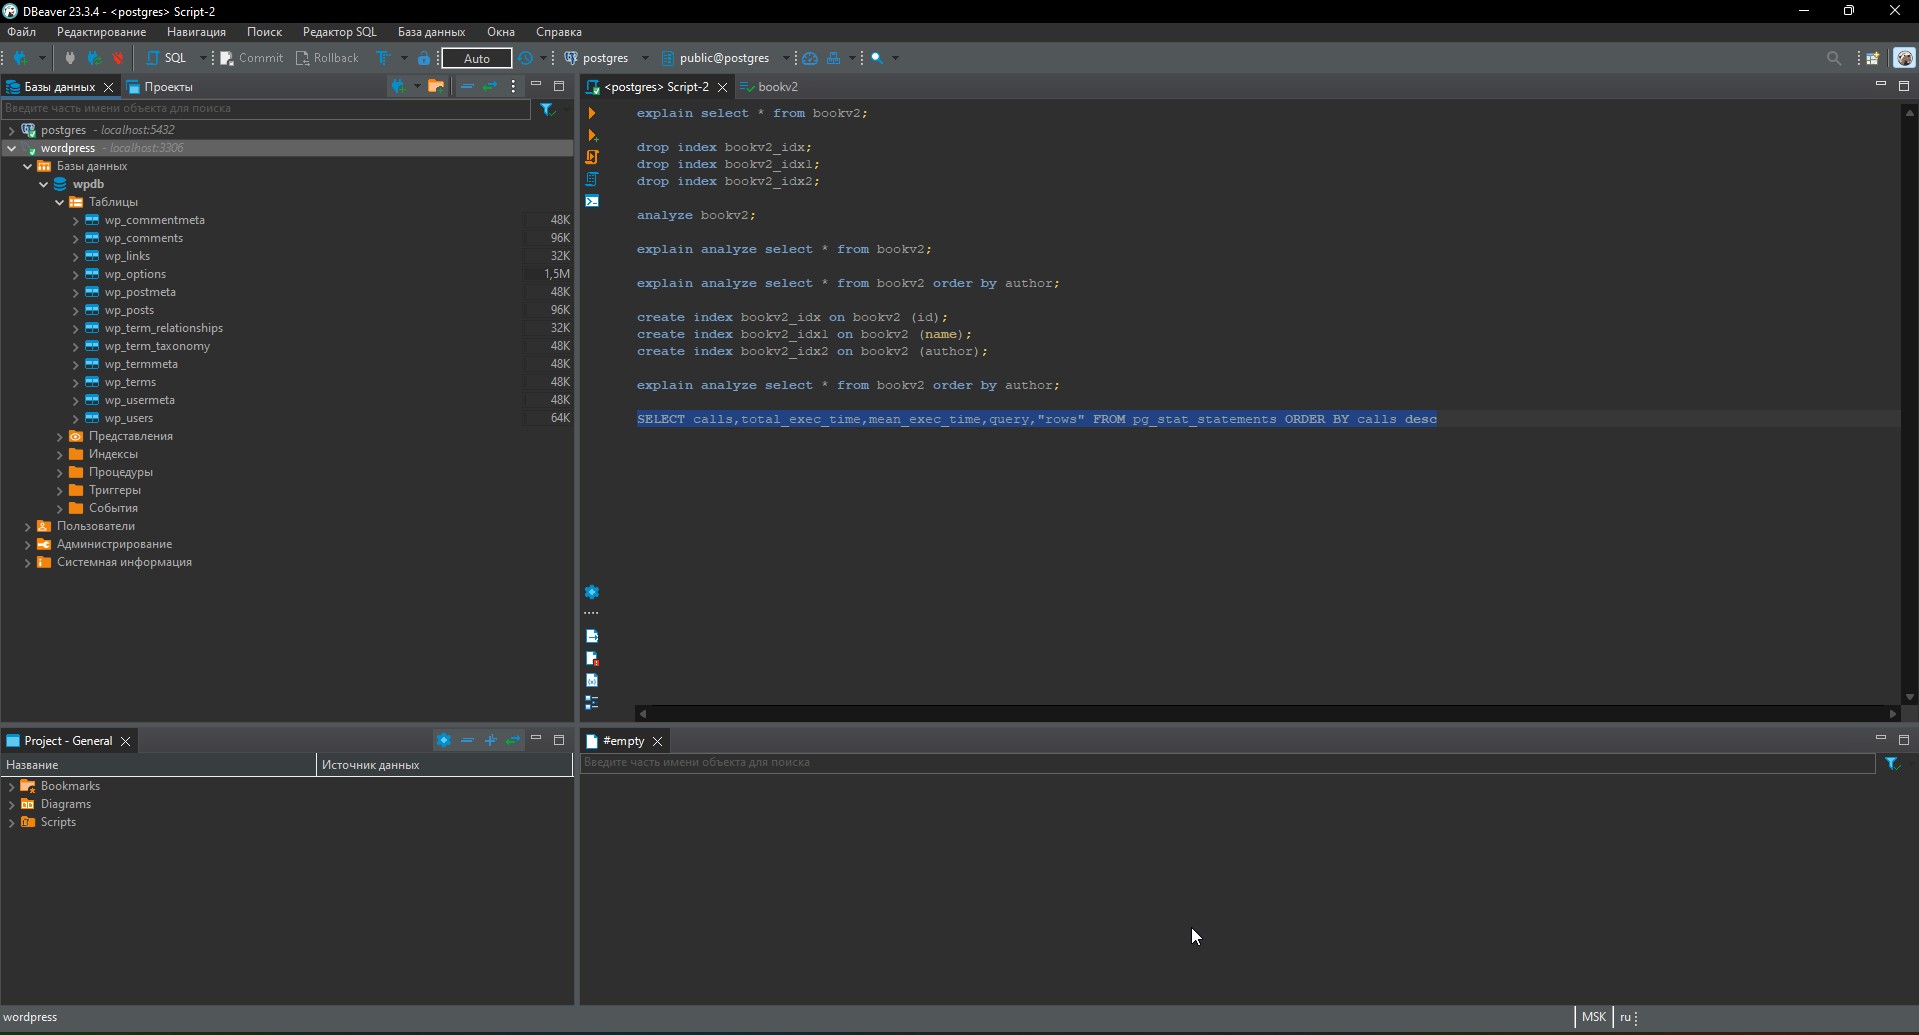 DBeaver 23.3.4 - <postgres> Script-2
Файл Редактирование Навигация Поиск Редактор SQL База данных Окна Справка
SQL Commit Rollback Auto postgres public@postgres
Базы данных Проекты
Введите часть имени объекта для поиска
postgres - localhost:5432
wordpress - localhost:3306
Базы данных
wpdb
Таблицы
wp_commentmeta 48K
wp_comments 96K
wp_links 32K
wp_options 1,5M
wp_postmeta 48K
wp_posts 96K
wp_term_relationships 32K
wp_term_taxonomy 48K
wp_termmeta 48K
wp_terms 48K
wp_usermeta 48K
wp_users 64K
Представления
Индексы
Процедуры
Триггеры
События
Пользователи
Администрирование
Системная информация
<postgres> Script-2 bookv2
explain select * from bookv2;
drop index bookv2_idx;
drop index bookv2_idx1;
drop index bookv2_idx2;
analyze bookv2;
explain analyze select * from bookv2;
explain analyze select * from bookv2 order by author;
create index bookv2_idx on bookv2 (id);
create index bookv2_idx1 on bookv2 (name);
create index bookv2_idx2 on bookv2 (author);
explain analyze select * from bookv2 order by author;
SELECT calls,total_exec_time,mean_exec_time,query,"rows" FROM pg_stat_statements ORDER BY calls desc
Project - General
Название Источник данных
Bookmarks
Diagrams
Scripts
#empty
Введите часть имени объекта для поиска
wordpress MSK ru